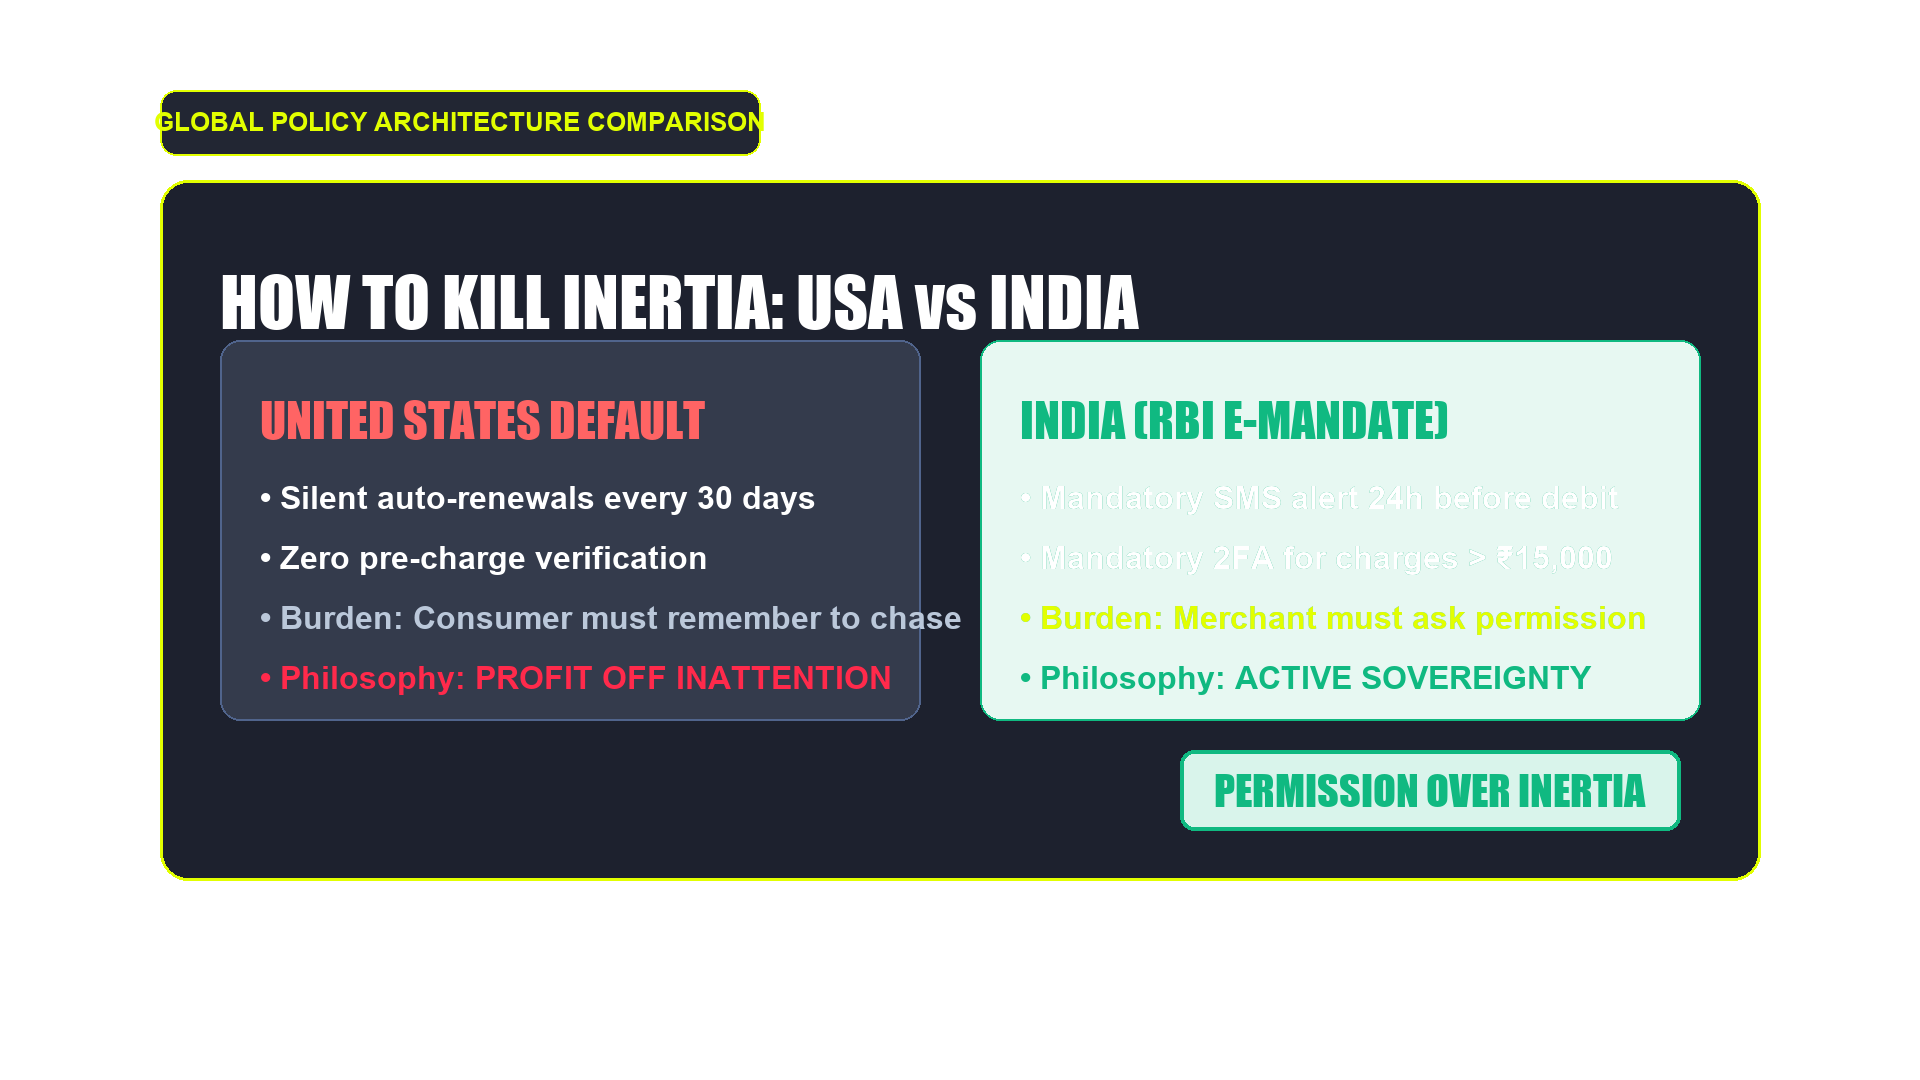 GLOBAL POLICY ARCHITECTURE COMPARISON
HOW TO KILL INERTIA: USA vs INDIA
UNITED STATES DEFAULT
• Silent auto-renewals every 30 days
• Zero pre-charge verification
• Burden: Consumer must remember to chase
• Philosophy: PROFIT OFF INATTENTION
INDIA (RBI E-MANDATE)
• Mandatory SMS alert 24h before debit
• Mandatory 2FA for charges > ₹15,000
• Burden: Merchant must ask permission
• Philosophy: ACTIVE SOVEREIGNTY
PERMISSION OVER INERTIA